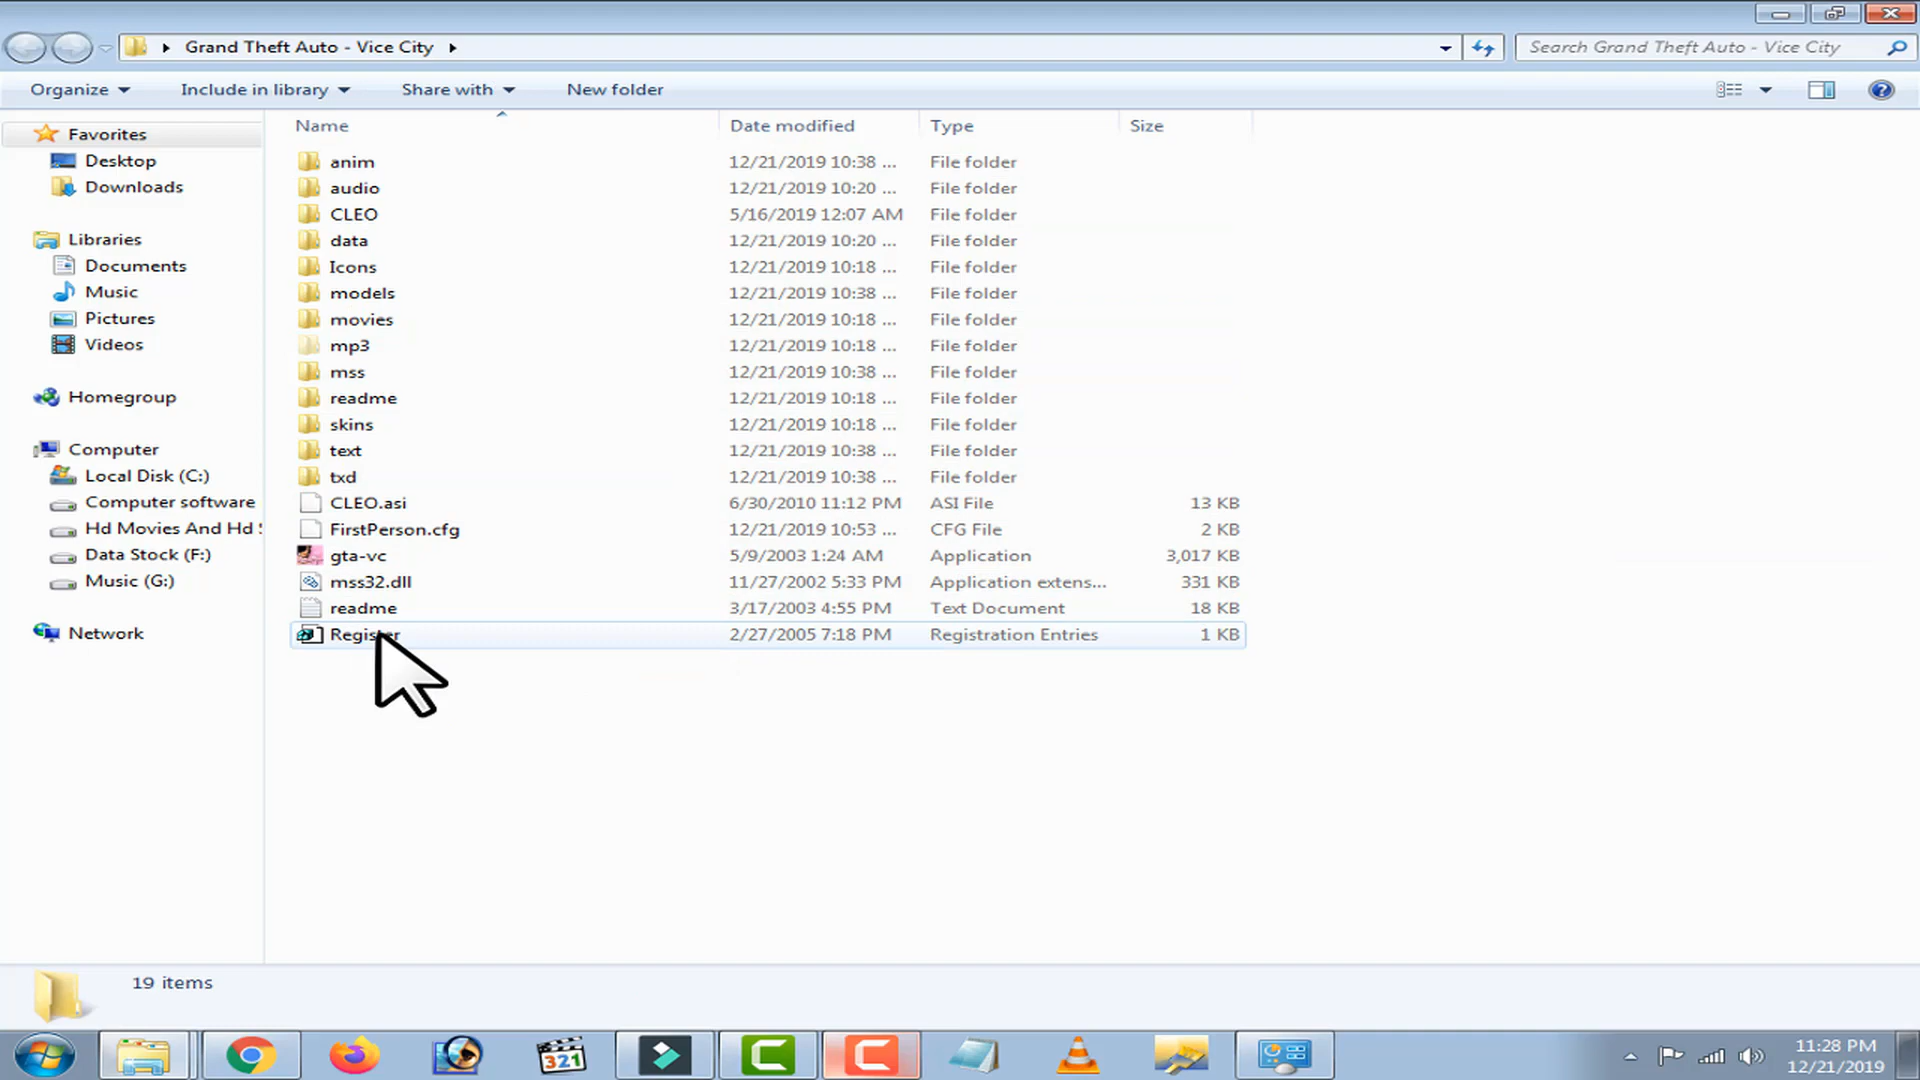 Grand Theft Auto - Vice City
Search Grand Theft Auto - Vice City
Organize Include in library Share with New folder
Name Date modified Type Size
Favorites
Desktop
Downloads
Libraries
Documents
Music
Pictures
Videos
Homegroup
Computer
Local Disk (C:)
Computer software
Hd Movies And Hd
Data Stock (F:)
Music (G:)
Network
anim 12/21/2019 10:38 ... File folder
audio 12/21/2019 10:20 ... File folder
CLEO 5/16/2019 12:07 AM File folder
data 12/21/2019 10:20 ... File folder
Icons 12/21/2019 10:18 ... File folder
models 12/21/2019 10:38 ... File folder
movies 12/21/2019 10:18 ... File folder
mp3 12/21/2019 10:18 ... File folder
mss 12/21/2019 10:38 ... File folder
readme 12/21/2019 10:18 ... File folder
skins 12/21/2019 10:18 ... File folder
text 12/21/2019 10:38 ... File folder
txd 12/21/2019 10:38 ... File folder
CLEO.asi 6/30/2010 11:12 PM ASI File 13 KB
FirstPerson.cfg 12/21/2019 10:53 ... CFG File 2 KB
gta-vc 5/9/2003 1:24 AM Application 3,017 KB
mss32.dll 11/27/2002 5:33 PM Application extens... 331 KB
readme 3/17/2003 4:55 PM Text Document 18 KB
Register 2/27/2005 7:18 PM Registration Entries 1 KB
19 items
321
11:28 PM
12/21/2019